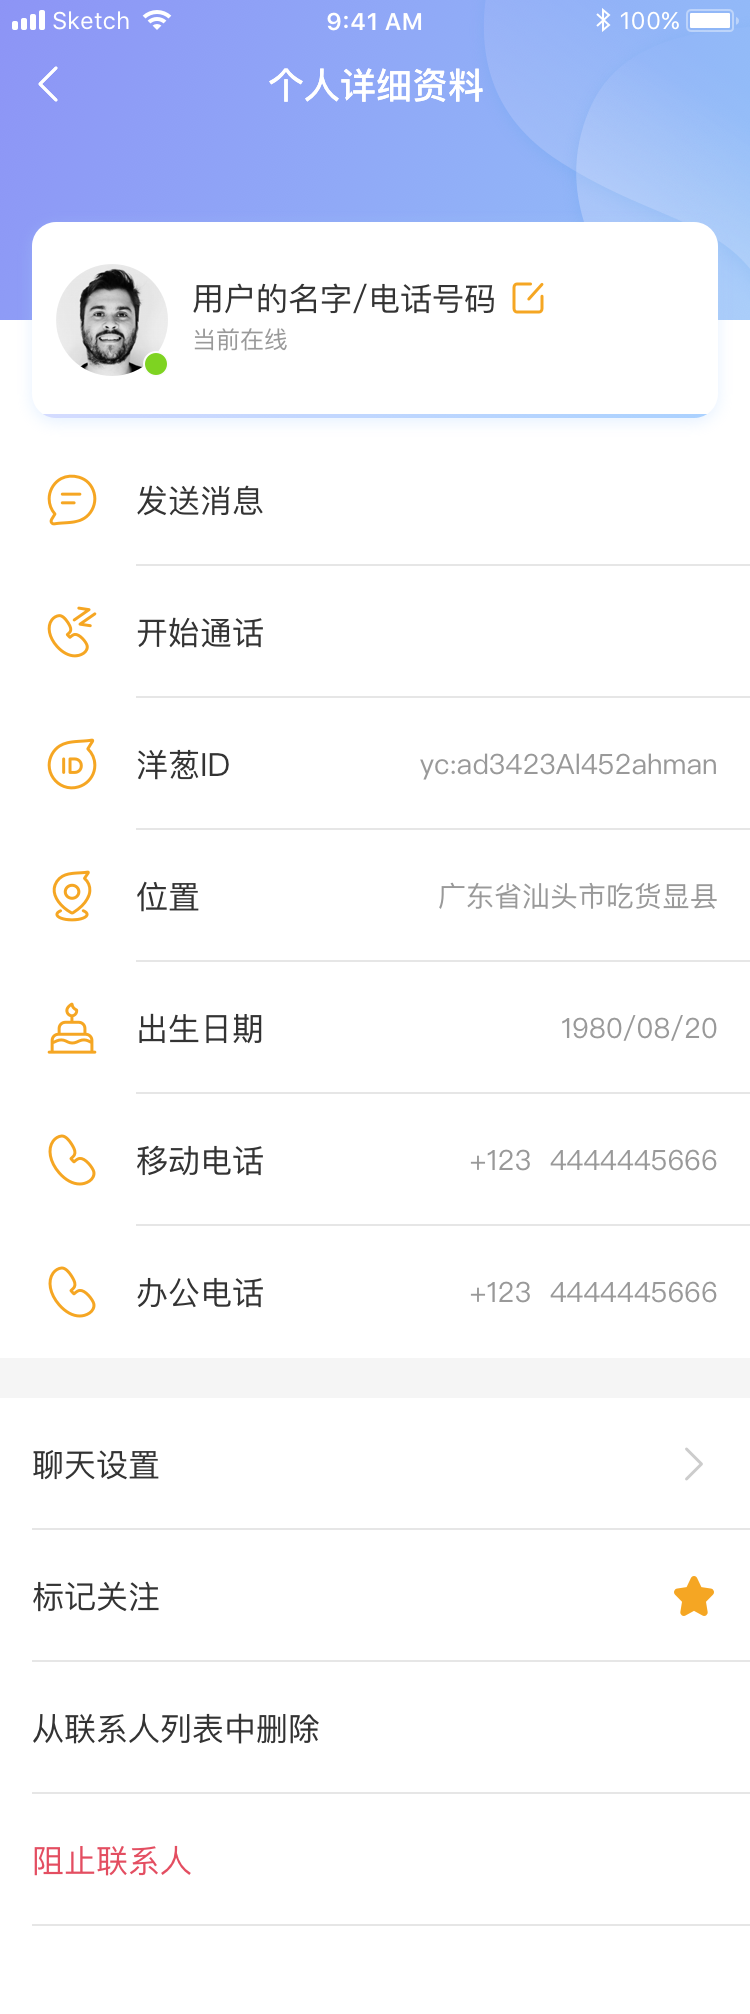 Sketch 9:41 AM 100%
个人详细资料
用户的名字/电话号码
当前在线
发送消息
开始通话
洋葱ID yc:ad3423Al452ahman
位置 广东省汕头市吃货显县
出生日期 1980/08/20
移动电话 +123 4444445666
办公电话 +123 4444445666
聊天设置
标记关注
从联系人列表中删除
阻止联系人